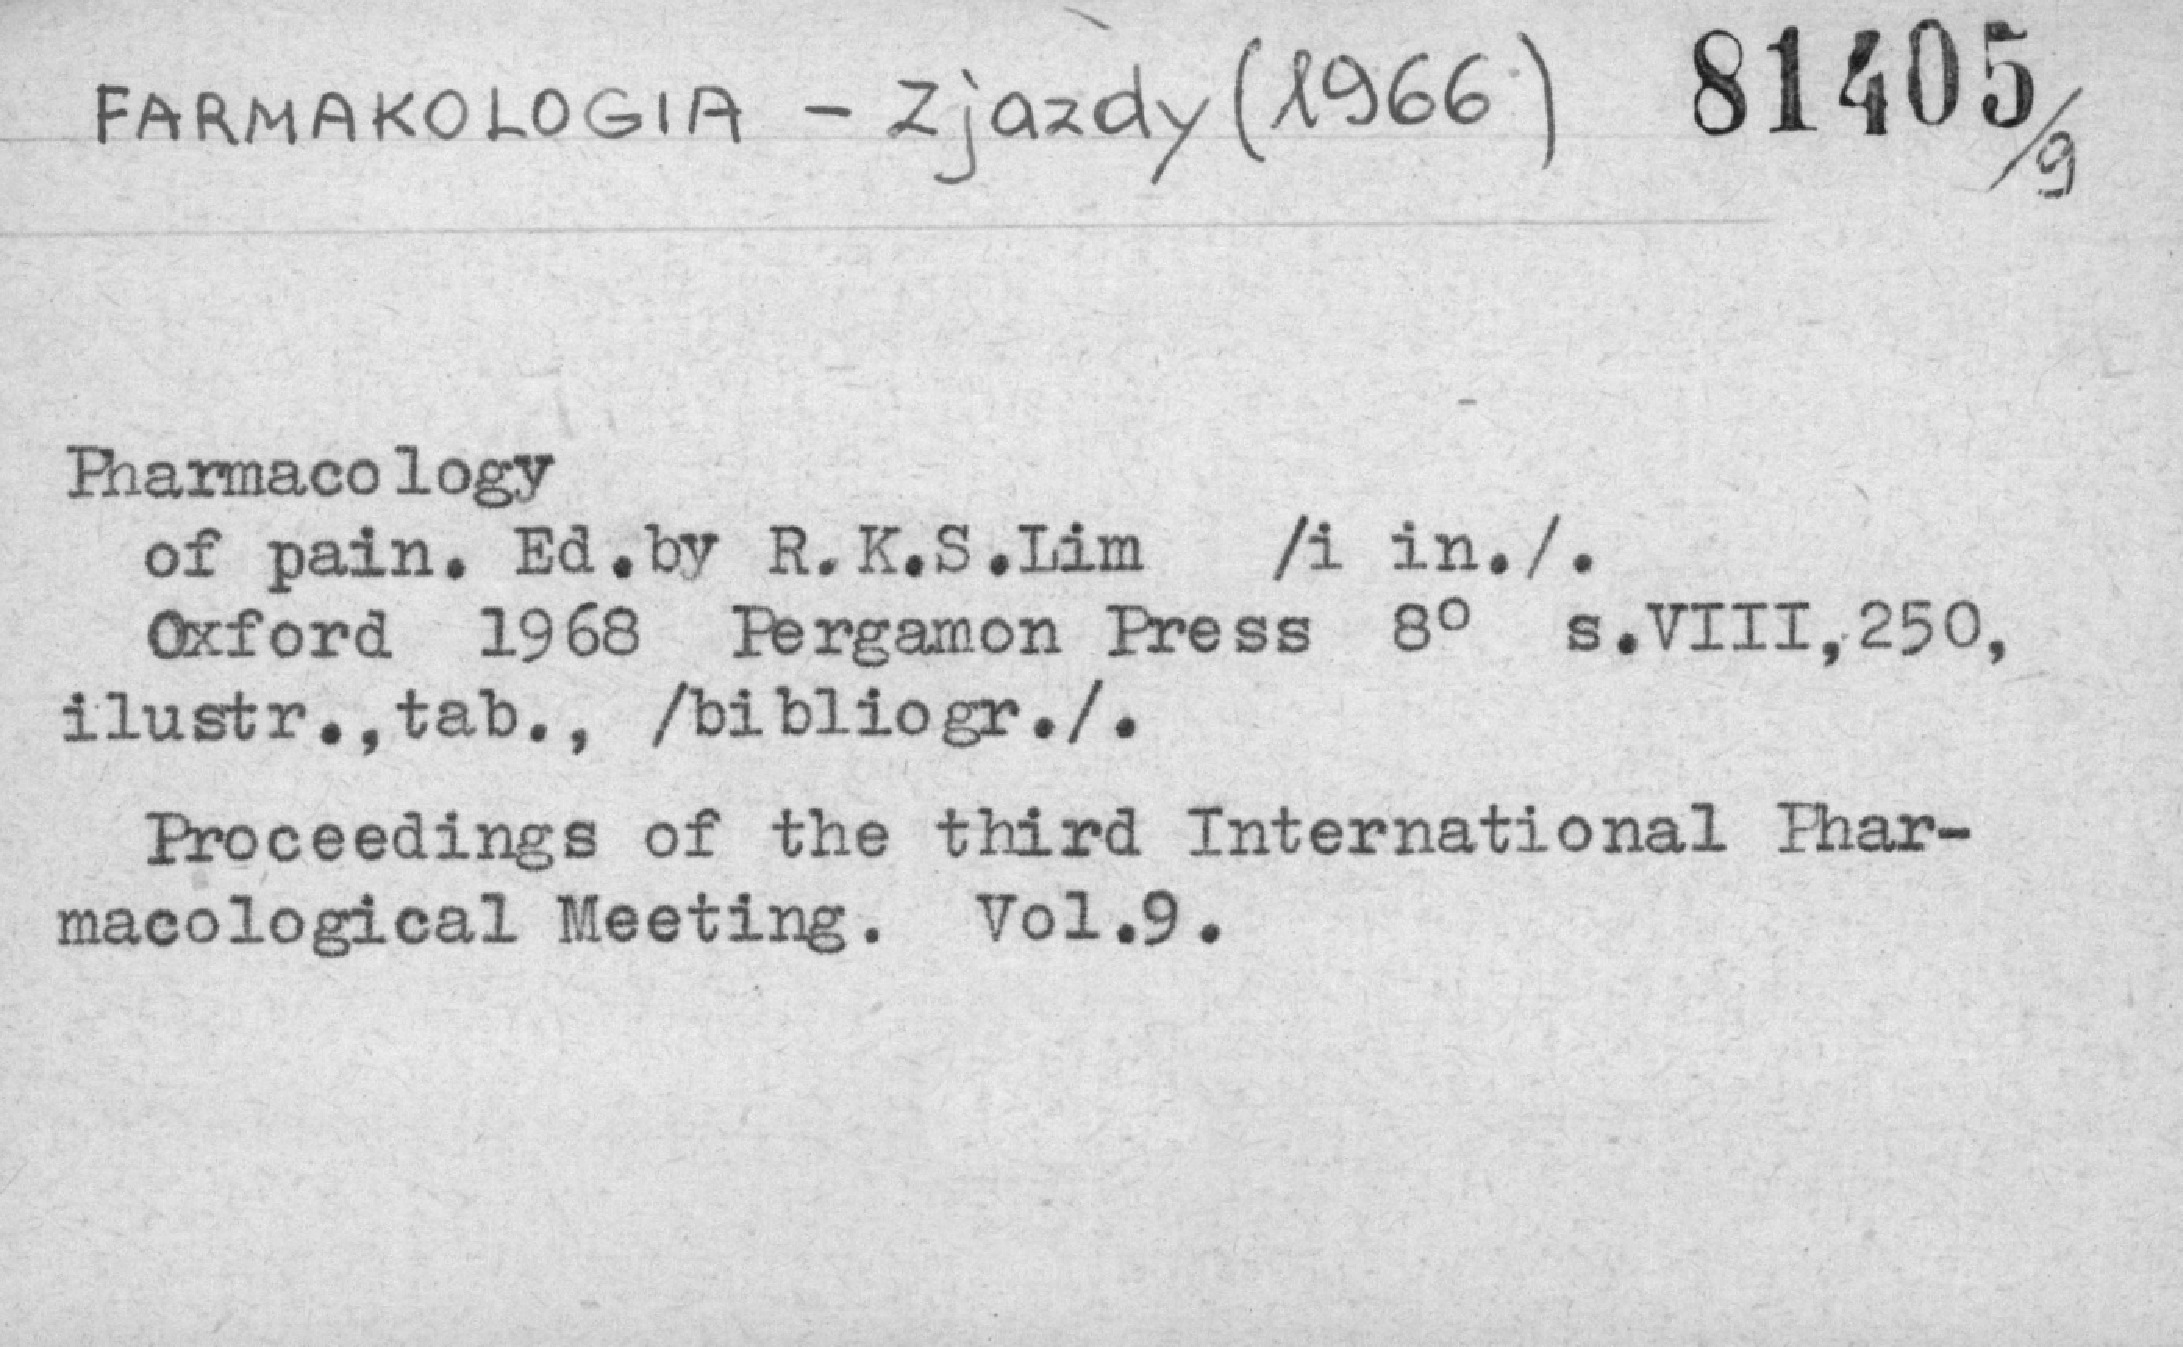 FARMAKOLOGIA - Zjazdy (1966) 81405/9
Pharmacology
of pain. Ed.by R.K.S.Lim /i in./.
Oxford 1968 Pergamon Press 8° s.VIII,250,
ilustr.,tab., /bibliogr./.
Proceedings of the third International Phar-
macological Meeting. Vol.9.